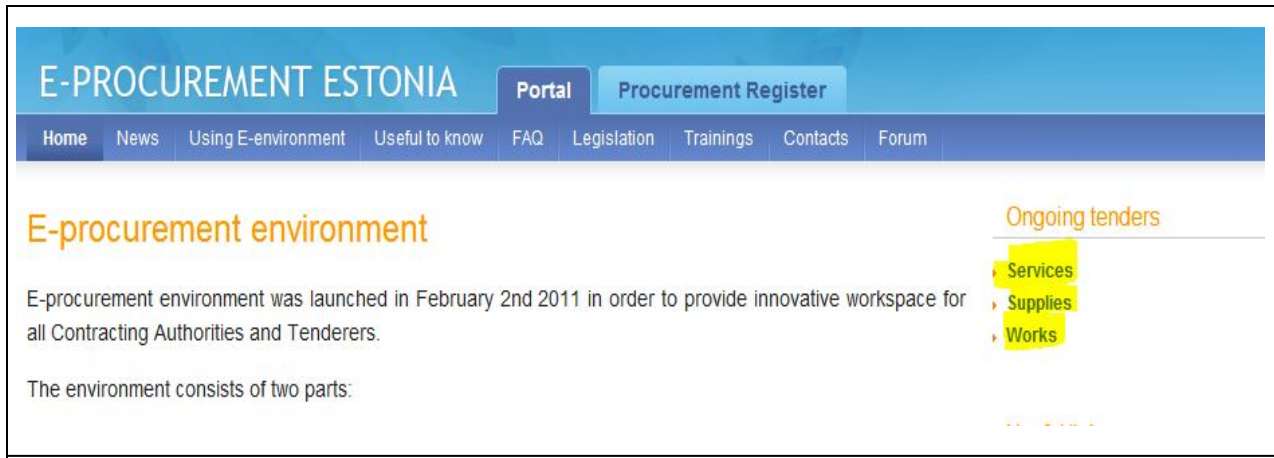 E-PROCUREMENT ESTONIA
Portal
Procurement Register
Home News Using E-environment Useful to know FAQ Legislation Trainings Contacts Forum
E-procurement environment
E-procurement environment was launched in February 2nd 2011 in order to provide innovative workspace for
all Contracting Authorities and Tenderers.
The environment consists of two parts:
Ongoing tenders
Services
Supplies
Works